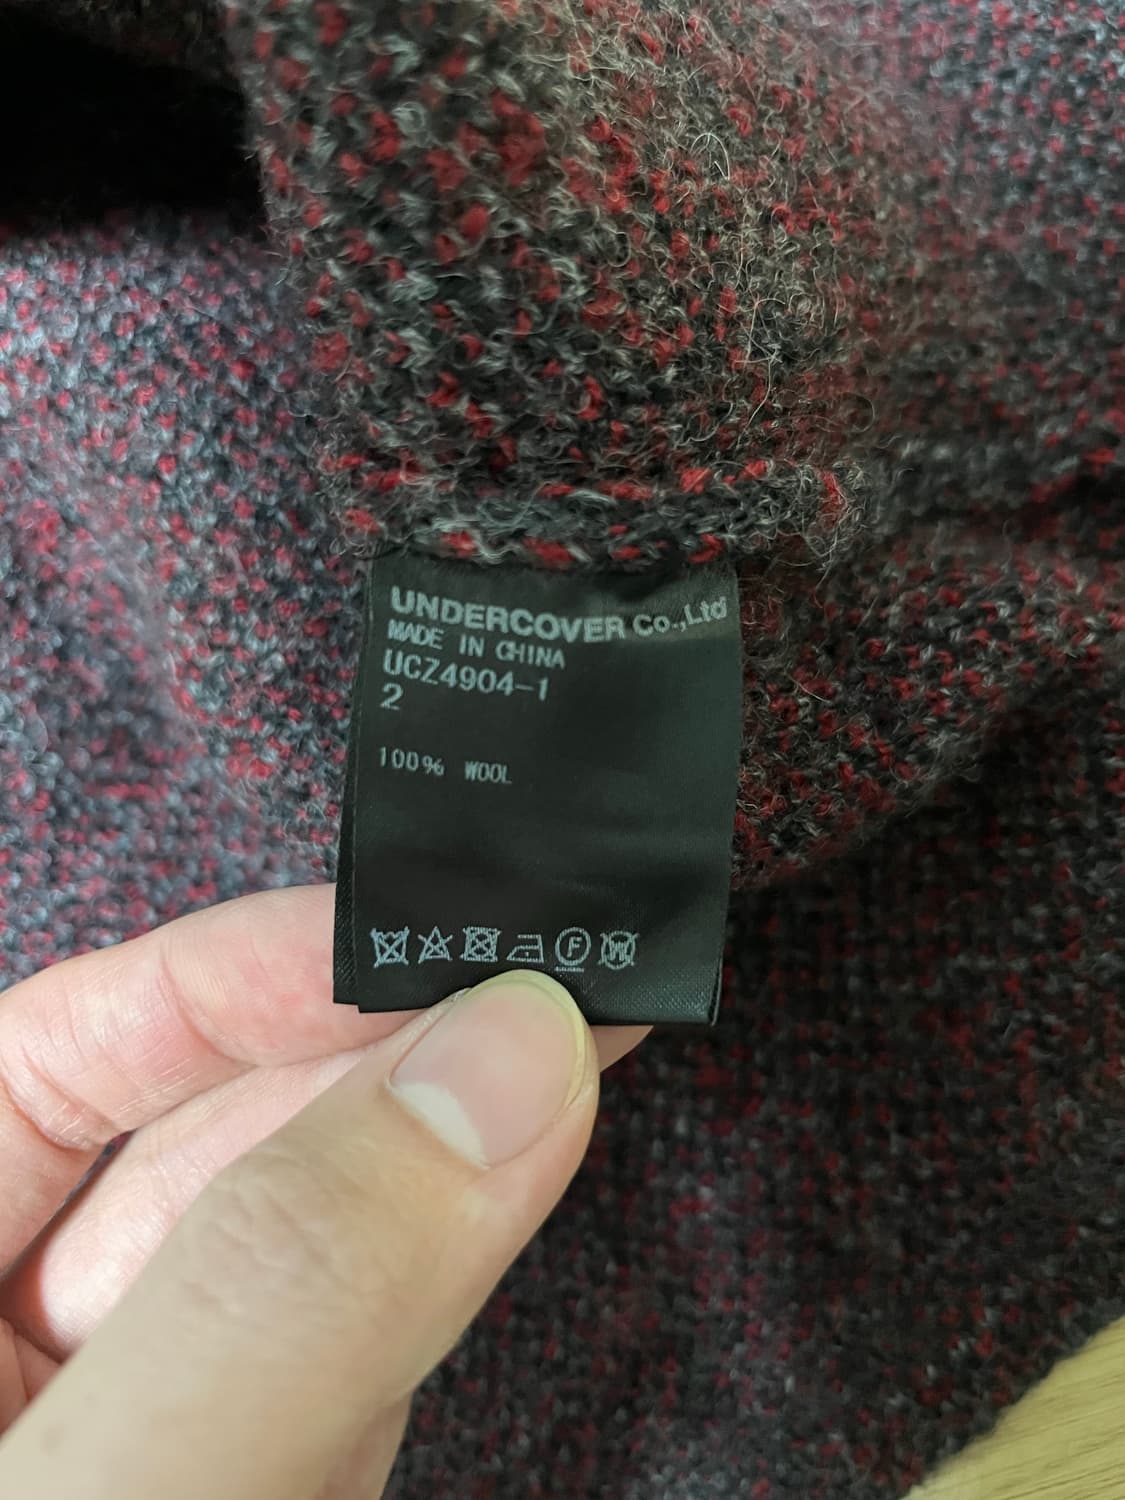 UNDERCOVER Co.,Ltd
MADE IN CHINA
UCZ4904-1
2
100% WOOL
F W